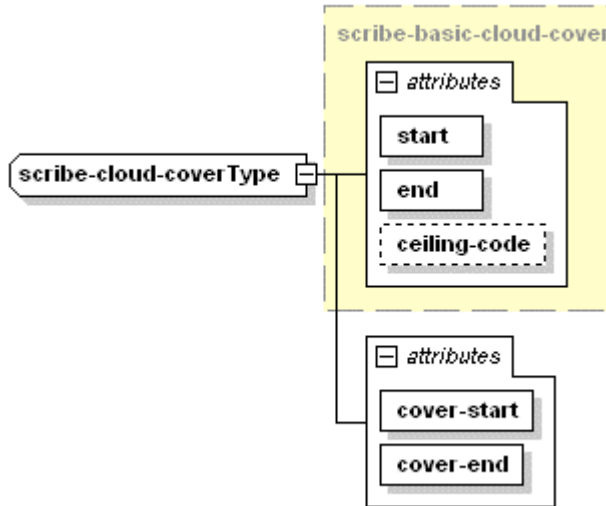 scribe-basic-cloud-cover
attributes
start
scribe-cloud-coverType
end
ceiling-code
attributes
cover-start
cover-end